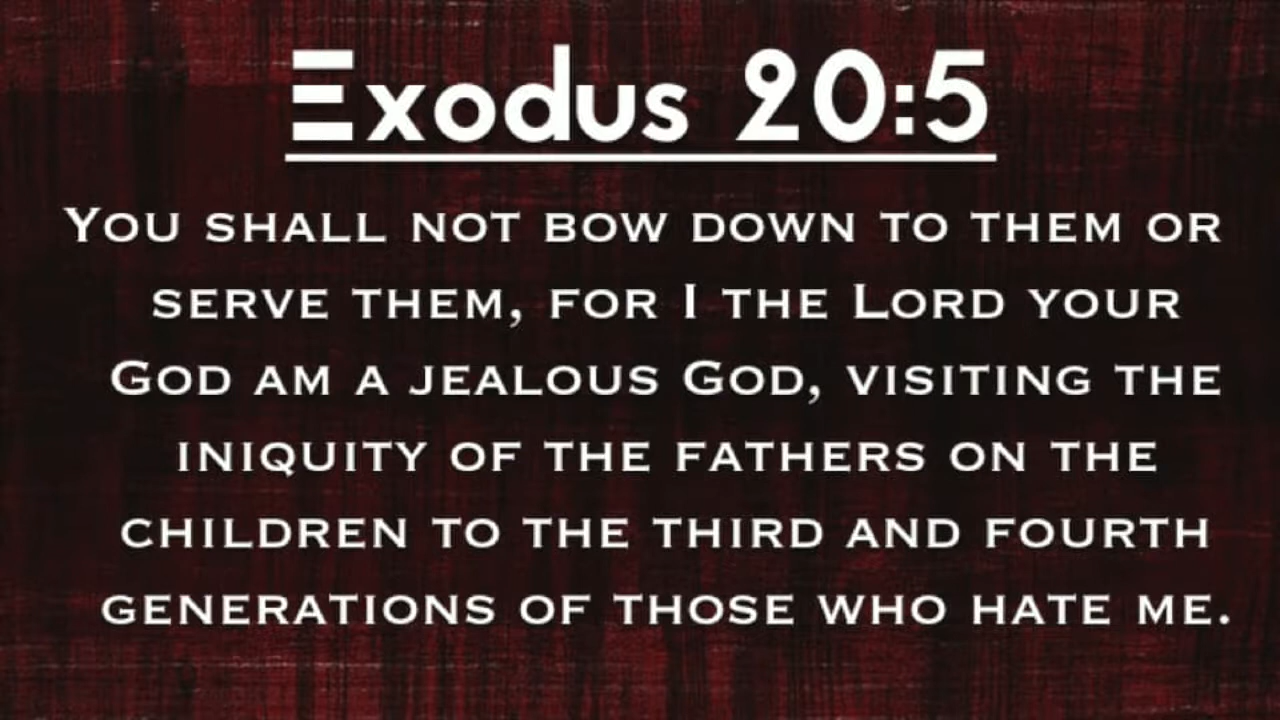 Exodus 20:5
You shall not bow down to them or
serve them, for I the Lord your
God am a jealous God, visiting the
iniquity of the fathers on the
children to the third and fourth
generations of those who hate me.